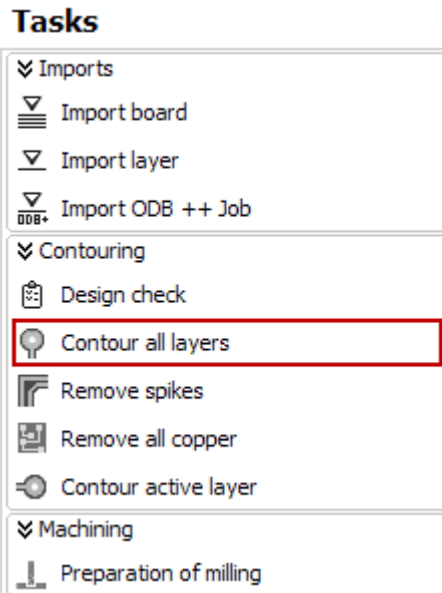 Tasks
Imports
Import board
Import layer
ODB+
Import ODB ++ Job
Contouring
Design check
Contour all layers
Remove spikes
Remove all copper
Contour active layer
Machining
Preparation of milling